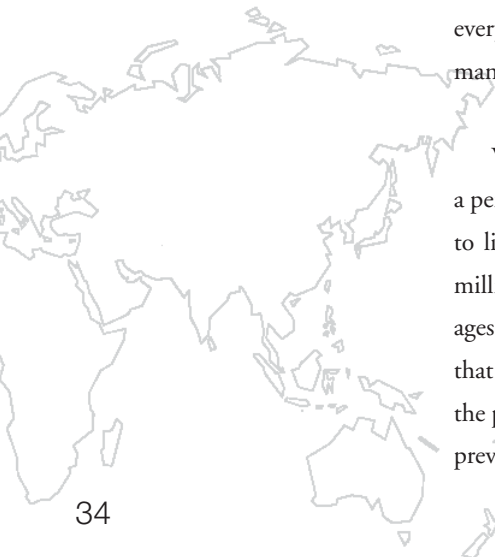 ever
man
V
a pe
to li
mill
ages
that
the p
prev
34